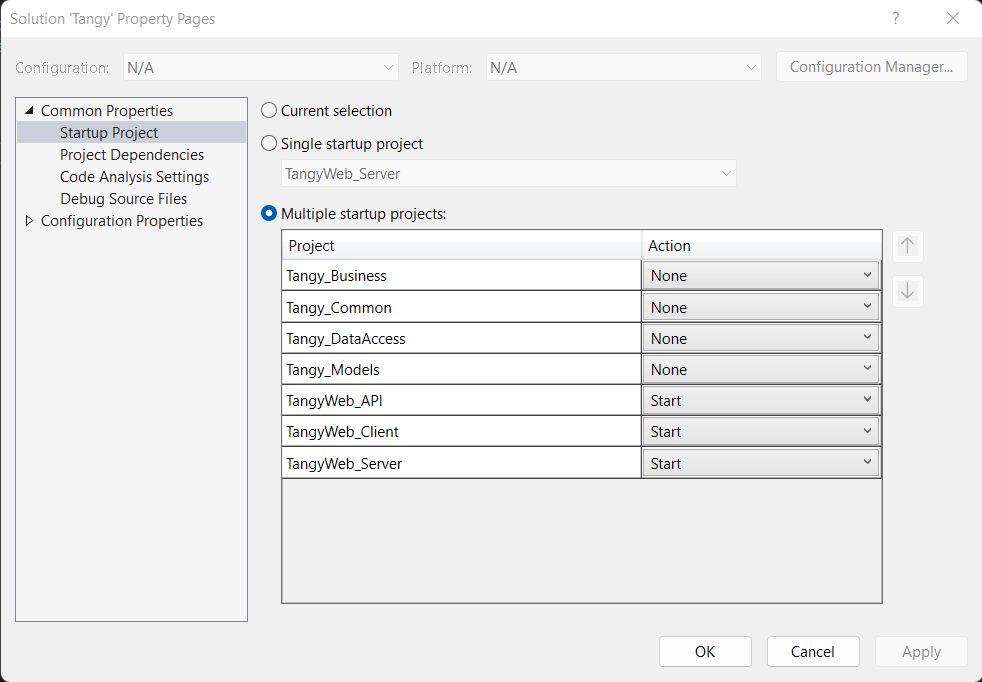 Solution 'Tangy' Property Pages
?
Configuration: N/A Platform: N/A Configuration Manager...
Common Properties
Startup Project
Project Dependencies
Code Analysis Settings
Debug Source Files
Configuration Properties
Current selection
Single startup project
TangyWeb_Server
Multiple startup projects:
Project Action
Tangy_Business None
Tangy_Common None
Tangy_DataAccess None
Tangy_Models None
TangyWeb_API Start
TangyWeb_Client Start
TangyWeb_Server Start
OK Cancel Apply